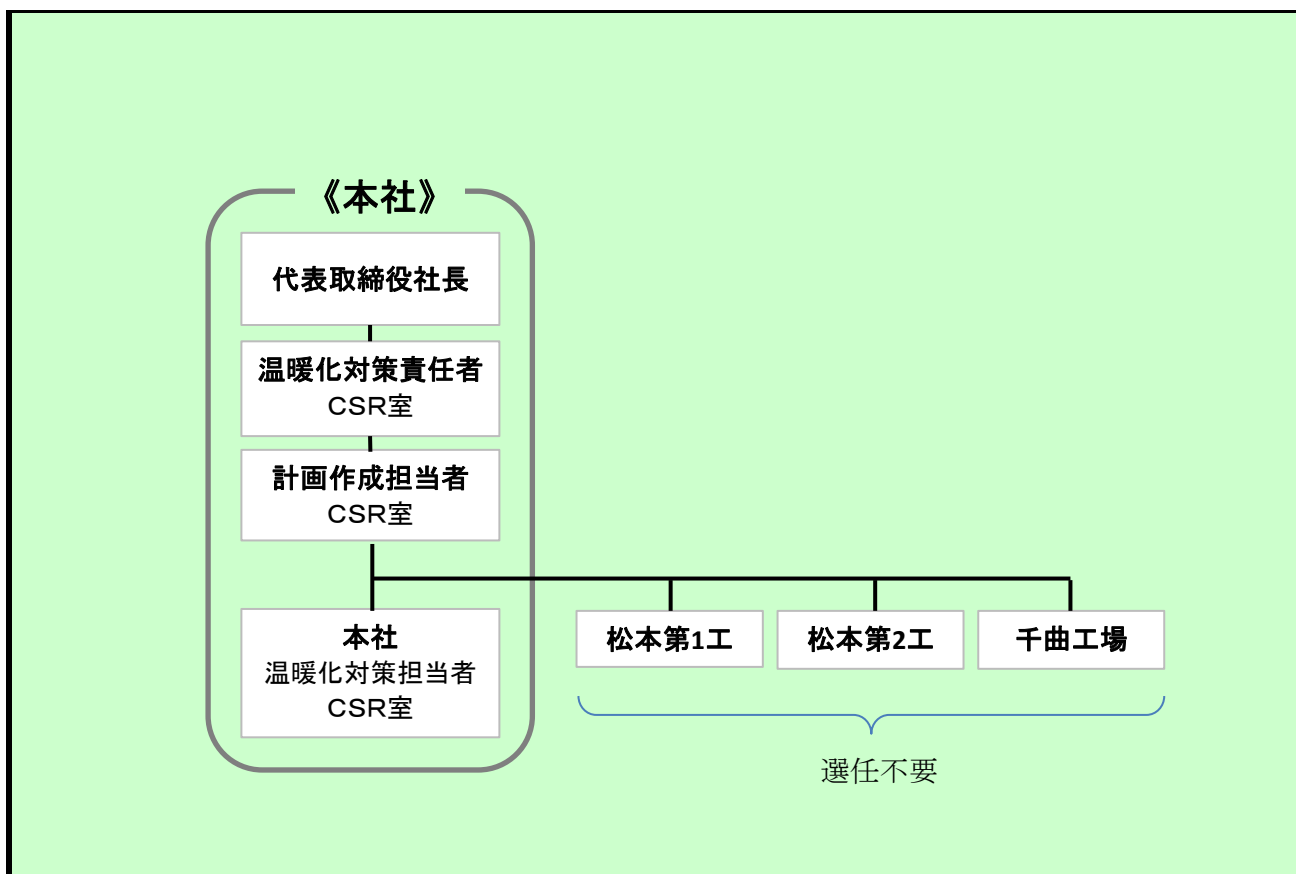 《本社》
代表取締役社長
温暖化対策責任者
CSR室
計画作成担当者
CSR室
本社
温暖化対策担当者
CSR室
松本第1工
松本第2工
千曲工場
選任不要